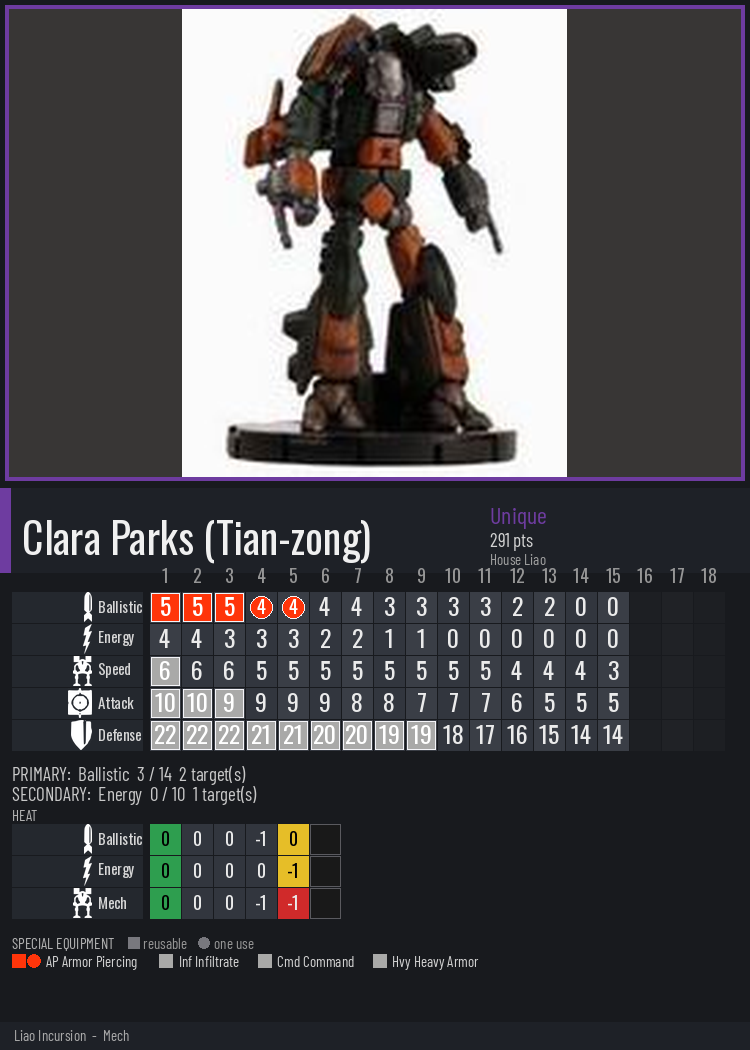 Clara Parks (Tian-zong)
Unique
291 pts
House Liao
1 2 3 4 5 6 7 8 9 10 11 12 13 14 15 16 17 18
Ballistic 5 5 5 4 4 4 4 3 3 3 3 2 2 0 0
Energy 4 4 3 3 3 2 2 1 1 0 0 0 0 0 0
Speed 6 6 6 5 5 5 5 5 5 5 5 4 4 4 3
Attack 10 10 9 9 9 9 8 8 7 7 7 6 5 5 5
Defense 22 22 22 21 21 20 20 19 19 18 17 16 15 14 14
PRIMARY: Ballistic 3 / 14 2 target(s)
SECONDARY: Energy 0 / 10 1 target(s)
HEAT
Ballistic 0 0 0 -1 0
Energy 0 0 0 0 -1
Mech 0 0 0 -1 -1
SPECIAL EQUIPMENT reusable one use
AP Armor Piercing Inf Infiltrate Cmd Command Hvy Heavy Armor
Liao Incursion - Mech